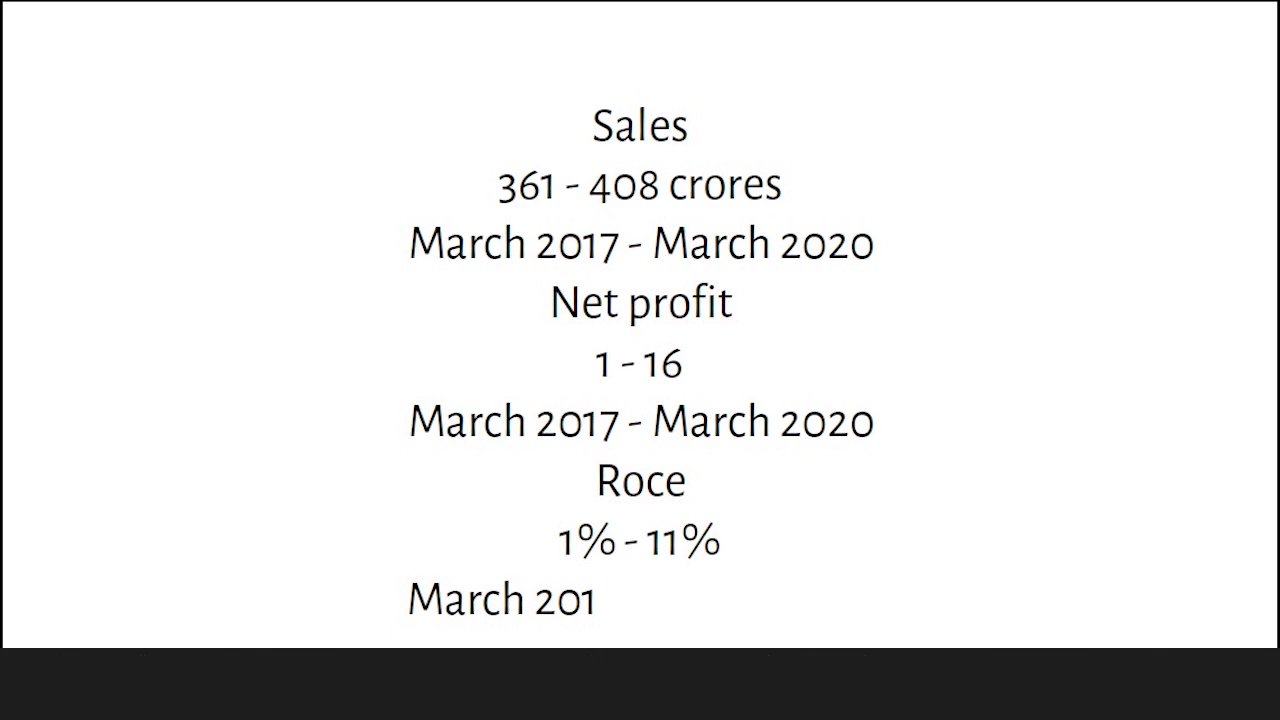 Sales
361 - 408 crores
March 2017 - March 2020
Net profit
1 - 16
March 2017 - March 2020
Roce
1% - 11%
March 201